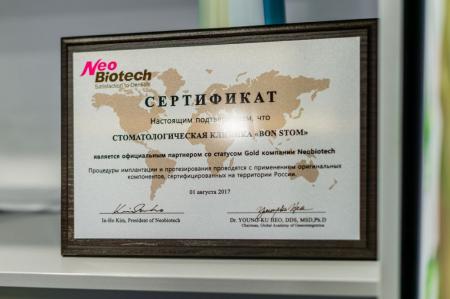 Neo
Biotech
Satisfaction to Dentists
СЕРТИФИКАТ
Настоящим подтверждаем, что
СТОМАТОЛОГИЧЕСКАЯ КЛИНИКА «BON STOM»
является официальным партнером со статусом Gold компании Neobiotech
Процедуры имплантации и протезирования проводятся с применением оригинальных
компонентов, сертифицированных на территории России.
01 августа 2017
In-Ho Kim, President of Neobiotech
Dr. YOUNG-KU HEO, DDS, MSD, Ph.D
Chairman, Global Academy of Osseointegration